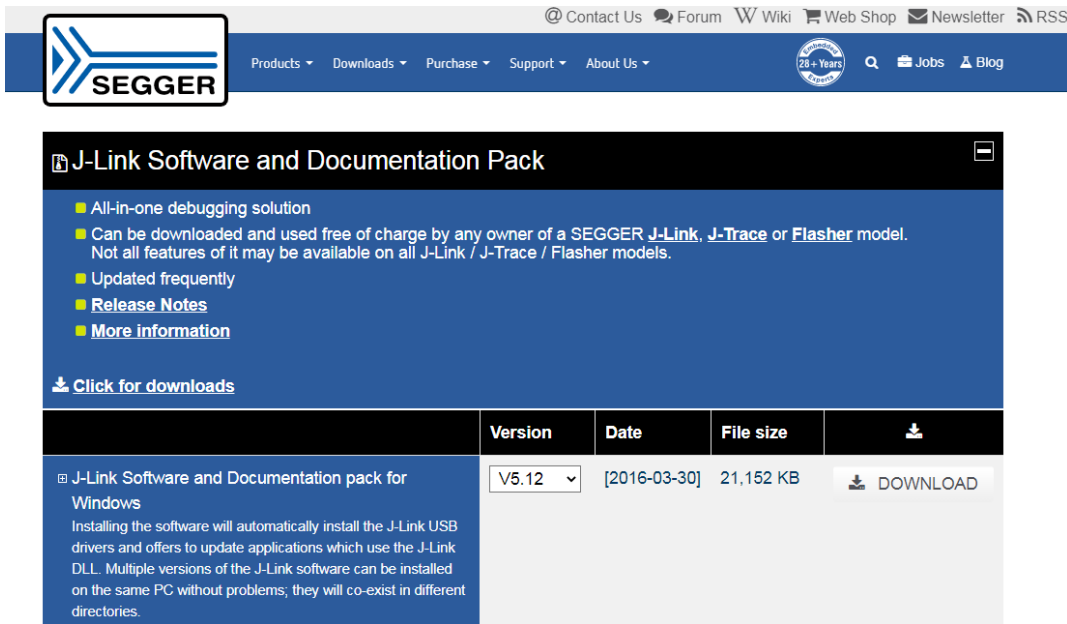 @ Contact Us Forum W Wiki Web Shop Newsletter RSS
SEGGER
Products Downloads Purchase Support About Us
Embedded
28+ Years
Experts
Jobs Blog
J-Link Software and Documentation Pack
All-in-one debugging solution
Can be downloaded and used free of charge by any owner of a SEGGER J-Link, J-Trace or Flasher model.
Not all features of it may be available on all J-Link / J-Trace / Flasher models.
Updated frequently
Release Notes
More information
Click for downloads
Version Date File size
J-Link Software and Documentation pack for
Windows
V5.12 [2016-03-30] 21,152 KB DOWNLOAD
Installing the software will automatically install the J-Link USB
drivers and offers to update applications which use the J-Link
DLL. Multiple versions of the J-Link software can be installed
on the same PC without problems; they will co-exist in different
directories.